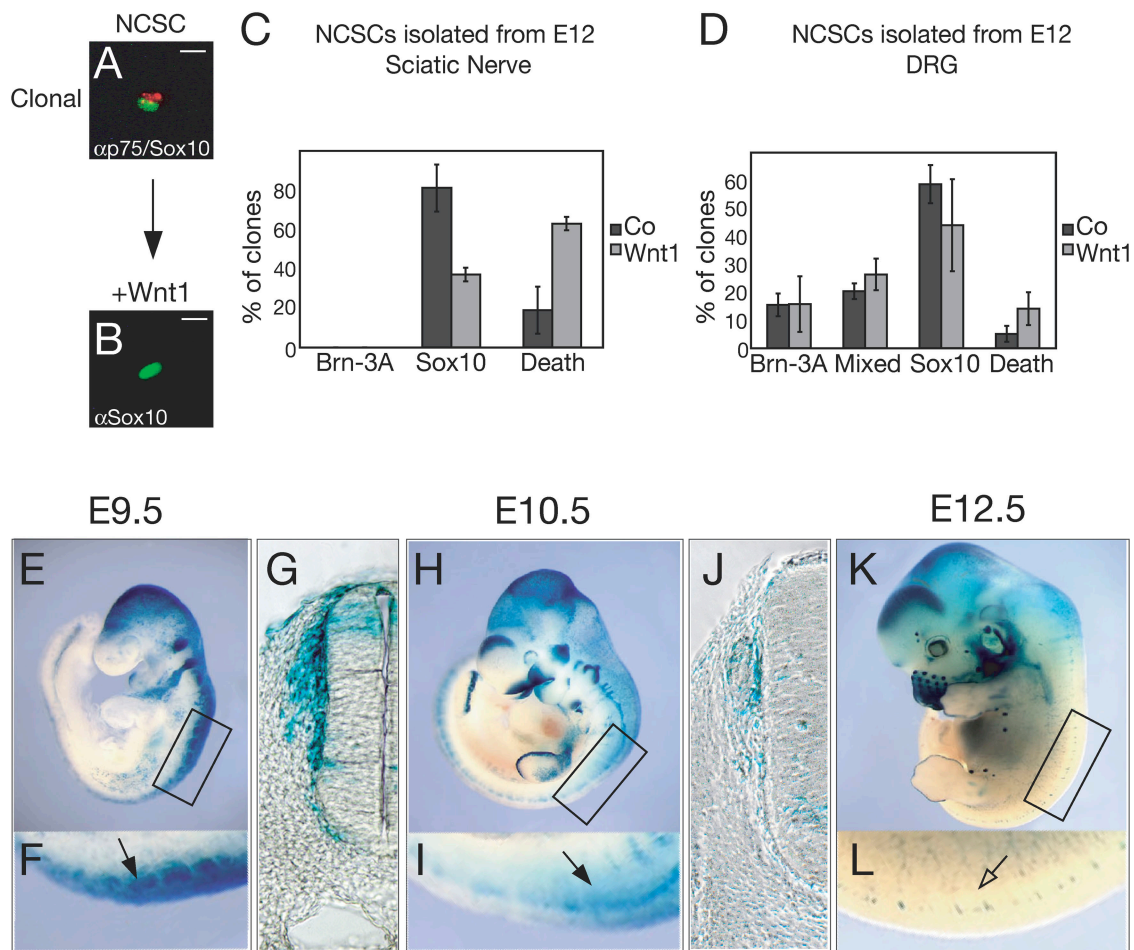 NCSC
A
Clonal
αp75/Sox10
+Wnt1
B
αSox10
C
NCSCs isolated from E12
Sciatic Nerve
% of clones
80
60
40
20
0
Brn-3A Sox10 Death
Co
Wnt1
D
NCSCs isolated from E12
DRG
% of clones
60
50
40
30
20
10
0
Brn-3A Mixed Sox10 Death
Co
Wnt1
E9.5
E10.5
E12.5
E
G
H
J
K
F
I
L